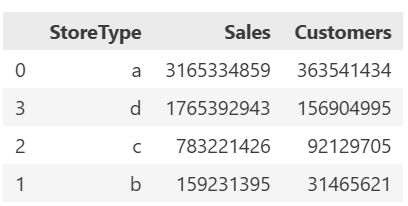 StoreType Sales Customers
0 a 3165334859 363541434
3 d 1765392943 156904995
2 c 783221426 92129705
1 b 159231395 31465621